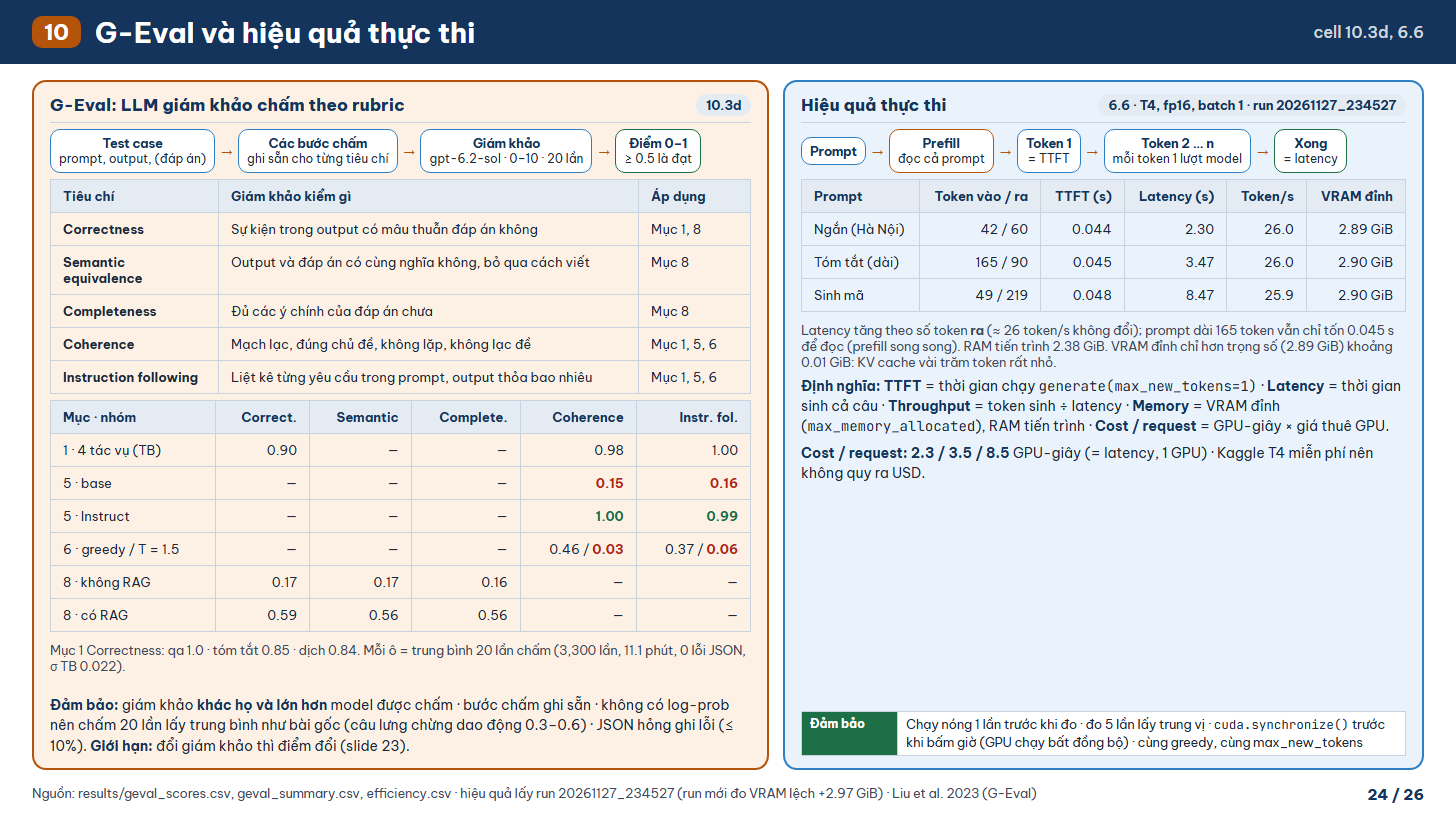 10 G-Eval và hiệu quả thực thi
cell 10.3d, 6.6
G-Eval: LLM giám khảo chấm theo rubric
10.3d
Test case → Các bước chấm → Giám khảo → Điểm 0–1
prompt, output, (đáp án) ghi sẵn cho từng tiêu chí gpt-6.2-sol · 0–10 · 20 lần ≥ 0.5 là đạt
Tiêu chí Giám khảo kiểm gì Áp dụng
Correctness Sự kiện trong output có mâu thuẫn đáp án không Mục 1, 8
Semantic equivalence Output và đáp án có cùng nghĩa không, bỏ qua cách viết Mục 8
Completeness Đủ các ý chính của đáp án chưa Mục 8
Coherence Mạch lạc, đúng chủ đề, không lặp, không lạc đề Mục 1, 5, 6
Instruction following Liệt kê từng yêu cầu trong prompt, output thỏa bao nhiêu Mục 1, 5, 6
Mục · nhóm Correct. Semantic Complete. Coherence Instr. fol.
1 · 4 tác vụ (TB) 0.90 — — 0.98 1.00
5 · base — — — 0.15 0.16
5 · Instruct — — — 1.00 0.99
6 · greedy / T = 1.5 — — — 0.46 / 0.03 0.37 / 0.06
8 · không RAG 0.17 0.17 0.16 — —
8 · có RAG 0.59 0.56 0.56 — —
Mục 1 Correctness: qa 1.0 · tóm tắt 0.85 · dịch 0.84. Mỗi ô = trung bình 20 lần chấm (3,300 lần, 11.1 phút, 0 lỗi JSON,
σ TB 0.022).
Đảm bảo: giám khảo khác họ và lớn hơn model được chấm · bước chấm ghi sẵn · không có log-prob
nên chấm 20 lần lấy trung bình như bài gốc (câu lưng chừng dao động 0.3–0.6) · JSON hỏng ghi lỗi (≤
10%). Giới hạn: đổi giám khảo thì điểm đổi (slide 23).
Hiệu quả thực thi
6.6 · T4, fp16, batch 1 · run 20261127_234527
Prompt → Prefill → Token 1 → Token 2 ... n → Xong
đọc cả prompt = TTFT mỗi token 1 lượt model = latency
Prompt Token vào / ra TTFT (s) Latency (s) Token/s VRAM đỉnh
Ngắn (Hà Nội) 42 / 60 0.044 2.30 26.0 2.89 GiB
Tóm tắt (dài) 165 / 90 0.045 3.47 26.0 2.90 GiB
Sinh mã 49 / 219 0.048 8.47 25.9 2.90 GiB
Latency tăng theo số token ra (≈ 26 token/s không đổi); prompt dài 165 token vẫn chỉ tốn 0.045 s
để đọc (prefill song song). RAM tiến trình 2.38 GiB. VRAM đỉnh chỉ hơn trọng số (2.89 GiB) khoảng
0.01 GiB: KV cache vài trăm token rất nhỏ.
Định nghĩa: TTFT = thời gian chạy generate(max_new_tokens=1) · Latency = thời gian
sinh cả câu · Throughput = token sinh ÷ latency · Memory = VRAM đỉnh
(max_memory_allocated), RAM tiến trình · Cost / request = GPU-giây × giá thuê GPU.
Cost / request: 2.3 / 3.5 / 8.5 GPU-giây (= latency, 1 GPU) · Kaggle T4 miễn phí nên
không quy ra USD.
Đảm bảo Chạy nóng 1 lần trước khi đo · đo 5 lần lấy trung vị · cuda.synchronize() trước
khi bấm giờ (GPU chạy bất đồng bộ) · cùng greedy, cùng max_new_tokens
Nguồn: results/geval_scores.csv, geval_summary.csv, efficiency.csv · hiệu quả lấy run 20261127_234527 (run mới đo VRAM lệch +2.97 GiB) · Liu et al. 2023 (G-Eval)
24 / 26